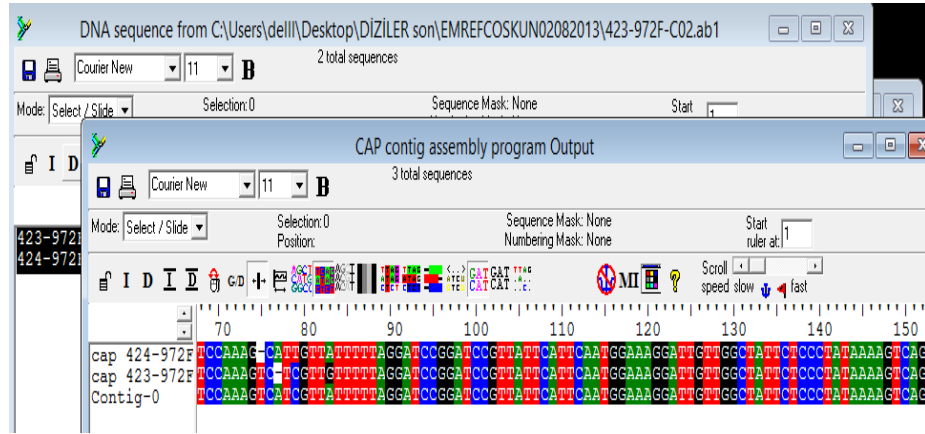 DNA sequence from C:\Users\delll\Desktop\DİZİLER son\EMREFCOSKUN02082013\423-972F-C02.ab1
2 total sequences
Courier New 11 B
Mode: Select / Slide Selection: 0 Sequence Mask: None Start 1
I D
423-972F
424-972F
CAP contig assembly program Output
3 total sequences
Courier New 11 B
Mode: Select / Slide Selection: 0 Sequence Mask: None Start
Position: Numbering Mask: None ruler at: 1
I D I D G/D MI ? Scroll
speed slow fast
70 80 90 100 110 120 130 140 150
cap 424-972F TCCAAAG-CATTGTTATTTTTAGGATCCGGATCCGTTATTCATTCAATGGAAAGGATTGTTGGCTATTCTCCCTATAAAAGTCAG
cap 423-972F TCCAAAGTC-TCGTTGTTTTTAGGATCCGGATCCGTTATTCATTCAATGGAAAGGATTGTTGGCTATTCTCCCTATAAAAGTCAG
Contig-0 TCCAAAGTCATCGTTATTTTTAGGATCCGGATCCGTTATTCATTCAATGGAAAGGATTGTTGGCTATTCTCCCTATAAAAGTCAG